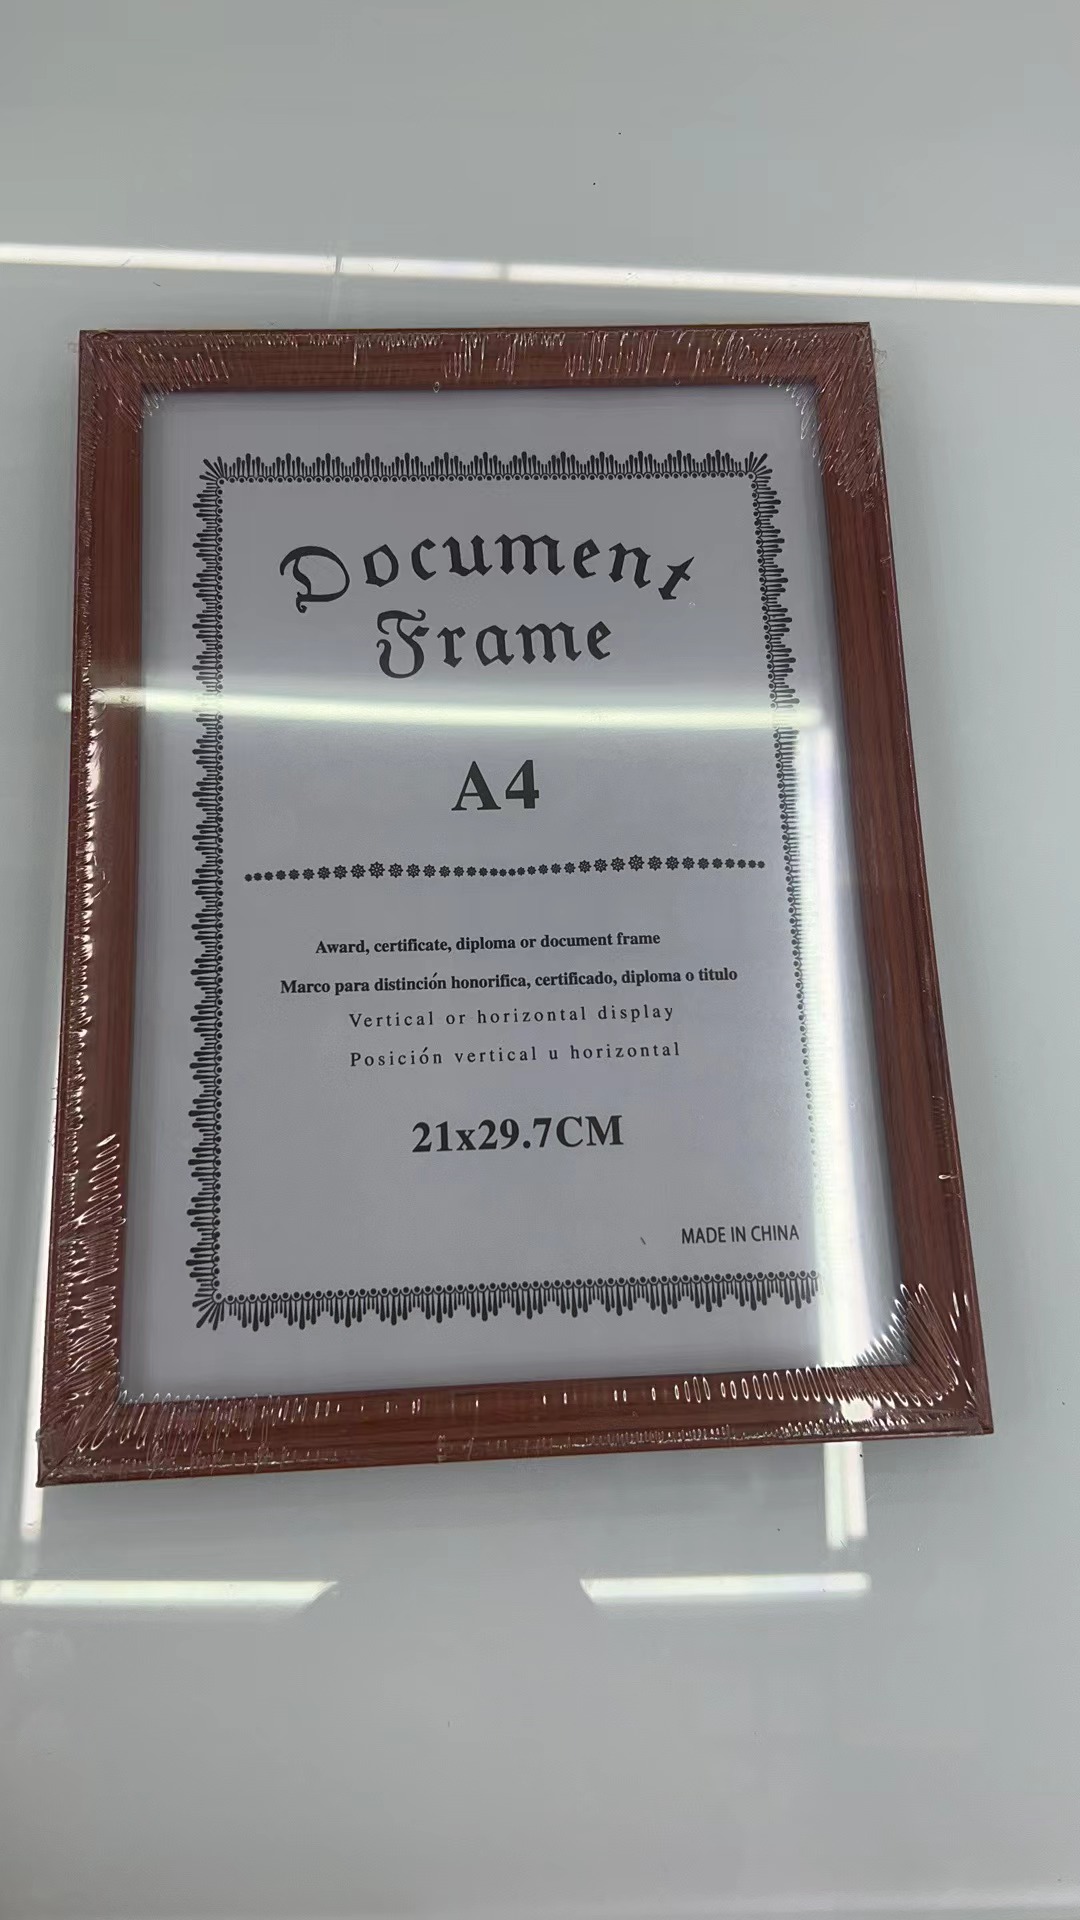 Document
Frame
A4
Award, certificate, diploma or document frame
Marco para distinción honorifica, certificado, diploma o titulo
Vertical or horizontal display
Posición vertical u horizontal
21x29.7CM
MADE IN CHINA